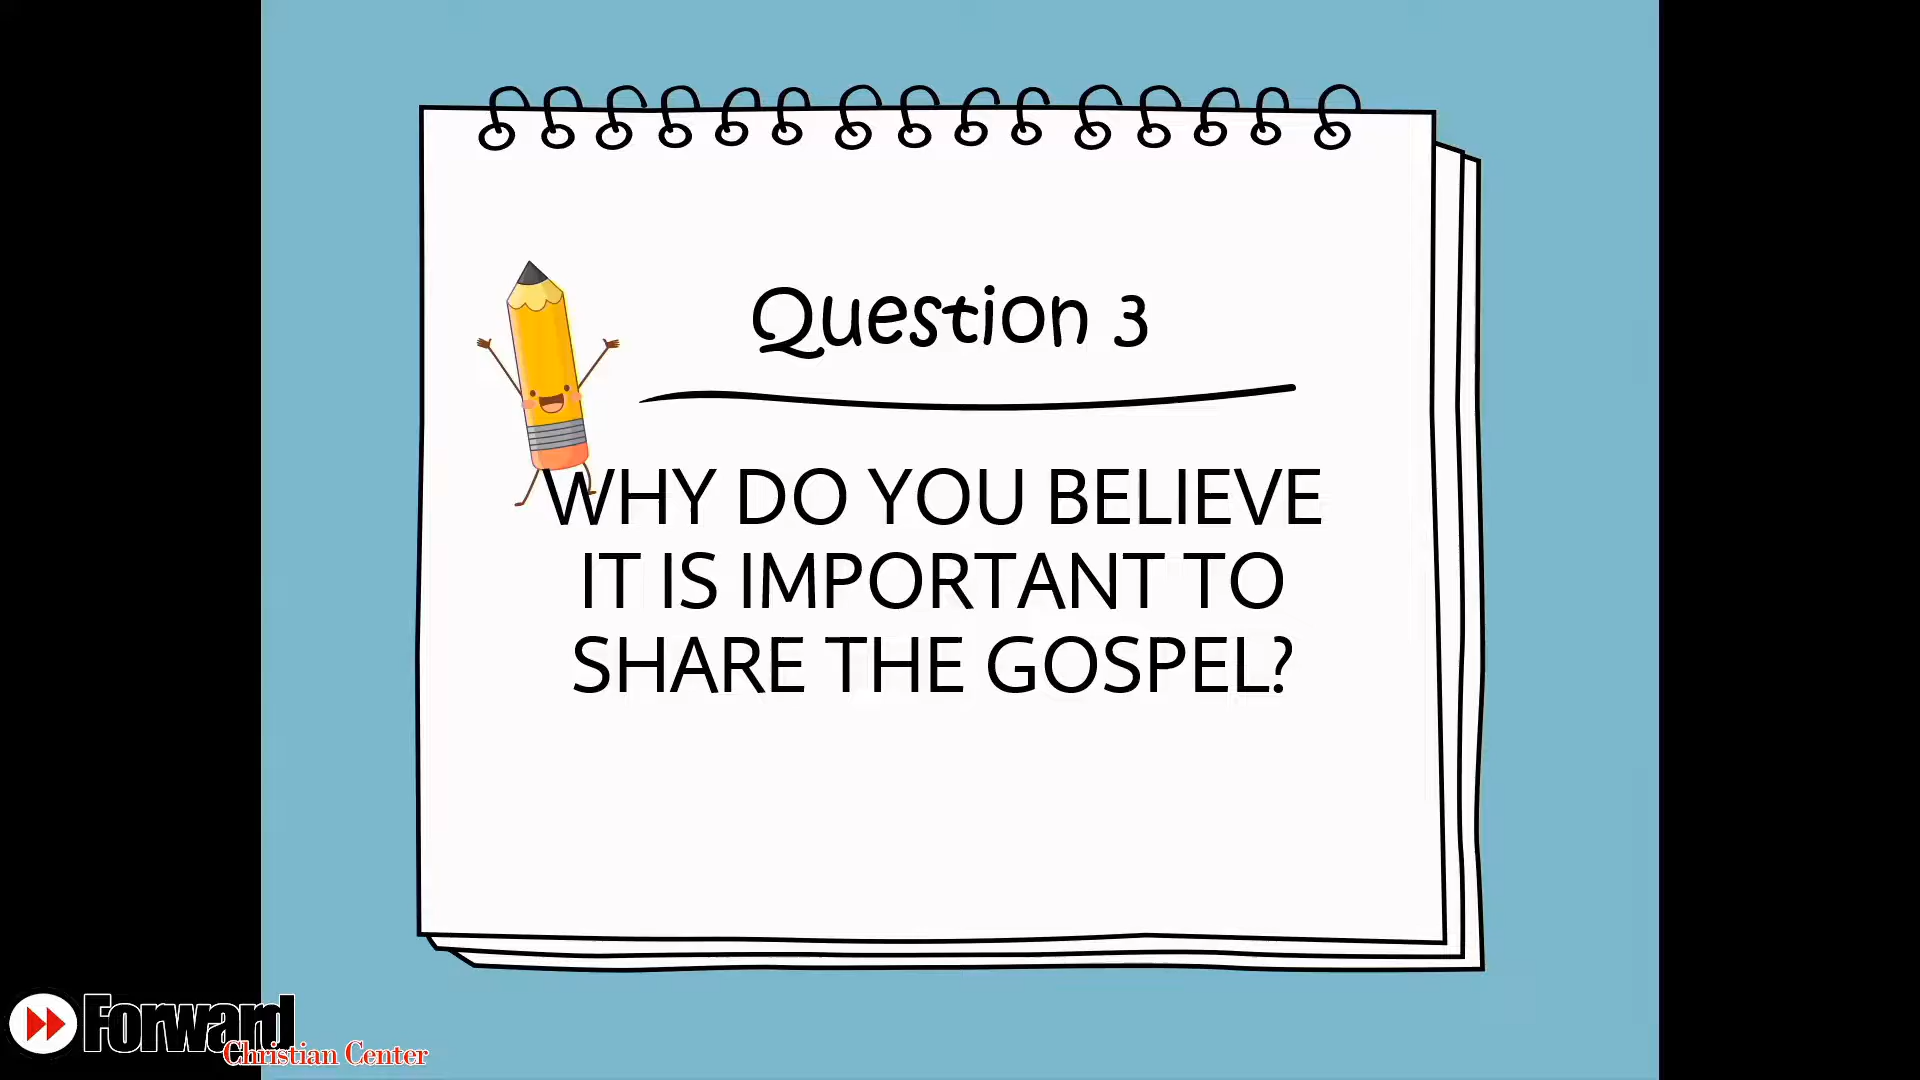 Question 3
WHY DO YOU BELIEVE
IT IS IMPORTANT TO
SHARE THE GOSPEL?
Forward
Christian Center